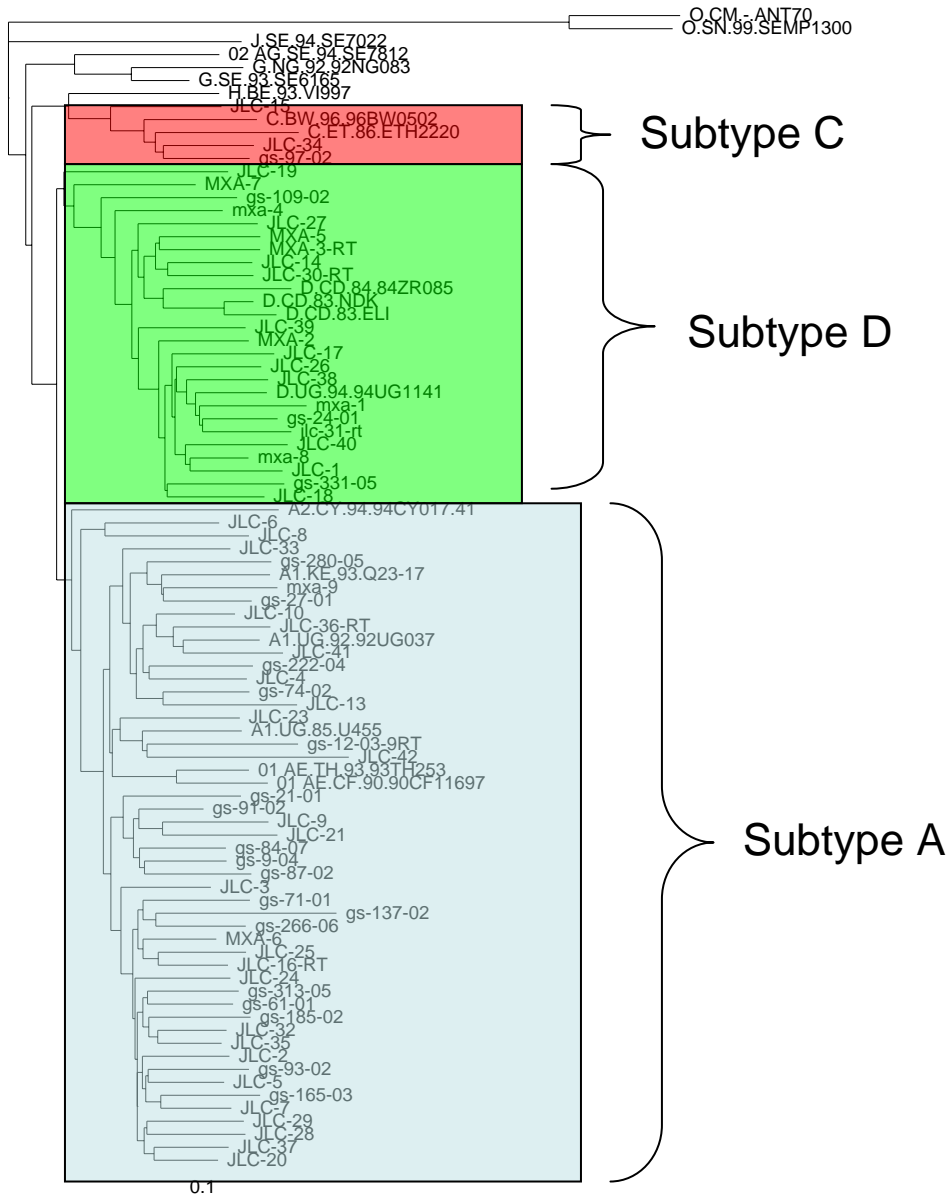 O.CM.-.ANT70
O.SN.99.SEMP1300
J.SE.94.SE7022
02 AG.SE.94.SE7812
G.NG.92.92NG083
G.SE.93.SE6165
H.BE.93.VI997
JLC-15
C.BW.96.96BW0502
C.ET.86.ETH2220
JLC-34
gs-97-02
Subtype C
JLC-19
MXA-7
gs-109-02
mxa-4
JLC-27
MXA-5
MXA-3-RT
JLC-14
JLC-30-RT
D.CD.84.84ZR085
D.CD.83.NDK
D.CD.83.ELI
JLC-39
MXA-2
JLC-17
JLC-26
JLC-38
D.UG.94.94UG1141
mxa-1
gs-24-01
jlc-31-rt
JLC-40
mxa-8
JLC-1
gs-331-05
JLC-18
Subtype D
A2.CY.94.94CY017.41
JLC-6
JLC-8
JLC-33
gs-280-05
A1.KE.93.Q23-17
mxa-9
gs-27-01
JLC-10
JLC-36-RT
A1.UG.92.92UG037
JLC-41
gs-222-04
JLC-4
gs-74-02
JLC-13
JLC-23
A1.UG.85.U455
gs-12-03-9RT
JLC-42
01 AE.TH.93.93TH253
01 AE.CF.90.90CF11697
gs-21-01
gs-91-02
JLC-9
JLC-21
gs-84-07
gs-9-04
gs-87-02
JLC-3
gs-71-01
gs-137-02
gs-266-06
MXA-6
JLC-25
JLC-16-RT
JLC-24
gs-313-05
gs-61-01
gs-185-02
JLC-32
JLC-35
JLC-2
gs-93-02
JLC-5
gs-165-03
JLC-7
JLC-29
JLC-28
JLC-37
JLC-20
Subtype A
0.1